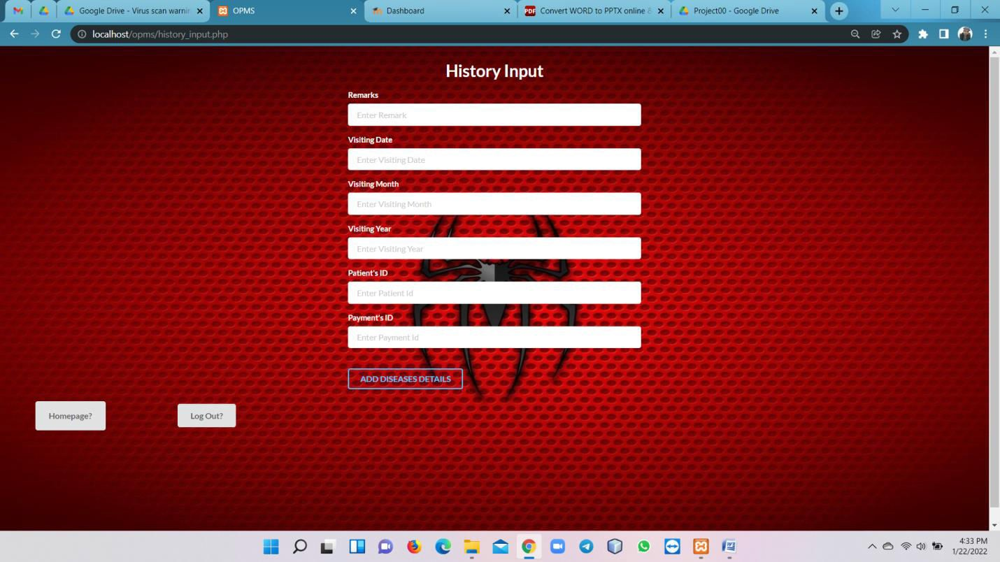 Google Drive - Virus scan warnin
OPMS
Dashboard
PDF
Convert WORD to PPTX online &
Project00 - Google Drive
localhost/opms/history_input.php
History Input
Remarks
Enter Remark
Visiting Date
Enter Visiting Date
Visiting Month
Enter Visiting Month
Visiting Year
Enter Visiting Year
Patient's ID
Enter Patient Id
Payment's ID
Enter Payment Id
ADD DISEASES DETAILS
Homepage?
Log Out?
4:33 PM
1/22/2022